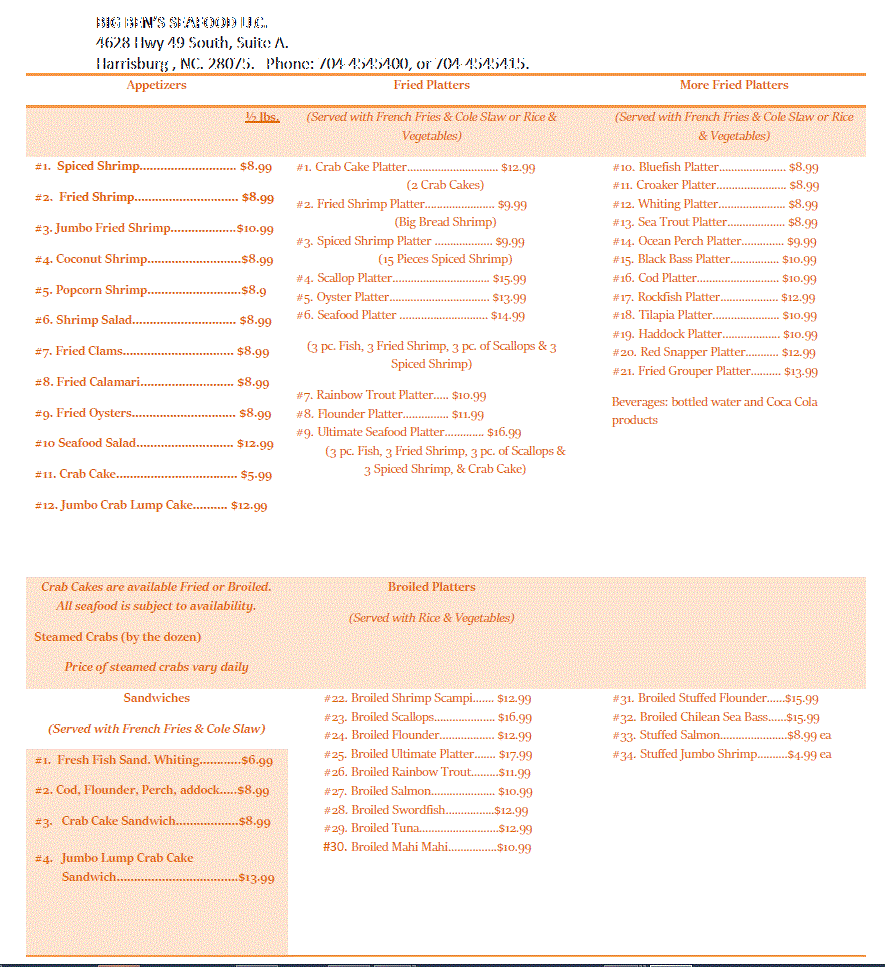 BIG BEN'S SEAFOOD LLC.
4628 Hwy 49 South, Suite A.
Harrisburg , NC. 28075. Phone: 704-4545400, or 704-4545415.
Appetizers
½ lbs.
#1. Spiced Shrimp............................ $8.99
#2. Fried Shrimp.............................. $8.99
#3. Jumbo Fried Shrimp...................$10.99
#4. Coconut Shrimp...........................$8.99
#5. Popcorn Shrimp...........................$8.9
#6. Shrimp Salad.............................. $8.99
#7. Fried Clams................................ $8.99
#8. Fried Calamari........................... $8.99
#9. Fried Oysters.............................. $8.99
#10 Seafood Salad............................ $12.99
#11. Crab Cake................................... $5.99
#12. Jumbo Crab Lump Cake.......... $12.99
Fried Platters
(Served with French Fries & Cole Slaw or Rice &
Vegetables)
#1. Crab Cake Platter............................. $12.99
(2 Crab Cakes)
#2. Fried Shrimp Platter...................... $9.99
(Big Bread Shrimp)
#3. Spiced Shrimp Platter ................... $9.99
(15 Pieces Spiced Shrimp)
#4. Scallop Platter............................... $15.99
#5. Oyster Platter................................ $13.99
#6. Seafood Platter ............................. $14.99
(3 pc. Fish, 3 Fried Shrimp, 3 pc. of Scallops & 3
Spiced Shrimp)
#7. Rainbow Trout Platter..... $10.99
#8. Flounder Platter............... $11.99
#9. Ultimate Seafood Platter............. $16.99
(3 pc. Fish, 3 Fried Shrimp, 3 pc. of Scallops &
3 Spiced Shrimp, & Crab Cake)
More Fried Platters
(Served with French Fries & Cole Slaw or Rice
& Vegetables)
#10. Bluefish Platter...................... $8.99
#11. Croaker Platter....................... $8.99
#12. Whiting Platter...................... $8.99
#13. Sea Trout Platter................... $8.99
#14. Ocean Perch Platter.............. $9.99
#15. Black Bass Platter................ $10.99
#16. Cod Platter........................... $10.99
#17. Rockfish Platter................... $12.99
#18. Tilapia Platter...................... $10.99
#19. Haddock Platter................... $10.99
#20. Red Snapper Platter........... $12.99
#21. Fried Grouper Platter.......... $13.99
Beverages: bottled water and Coca Cola
products
Crab Cakes are available Fried or Broiled.
All seafood is subject to availability.
Steamed Crabs (by the dozen)
Price of steamed crabs vary daily
Sandwiches
(Served with French Fries & Cole Slaw)
#1. Fresh Fish Sand. Whiting............$6.99
#2. Cod, Flounder, Perch, addock.....$8.99
#3. Crab Cake Sandwich...................$8.99
#4. Jumbo Lump Crab Cake
Sandwich....................................$13.99
Broiled Platters
(Served with Rice & Vegetables)
#22. Broiled Shrimp Scampi....... $12.99
#23. Broiled Scallops.................... $16.99
#24. Broiled Flounder.................. $12.99
#25. Broiled Ultimate Platter....... $17.99
#26. Broiled Rainbow Trout.........$11.99
#27. Broiled Salmon..................... $10.99
#28. Broiled Swordfish................$12.99
#29. Broiled Tuna..........................$12.99
#30. Broiled Mahi Mahi................$10.99
#31. Broiled Stuffed Flounder......$15.99
#32. Broiled Chilean Sea Bass......$15.99
#33. Stuffed Salmon......................$8.99 ea
#34. Stuffed Jumbo Shrimp..........$4.99 ea